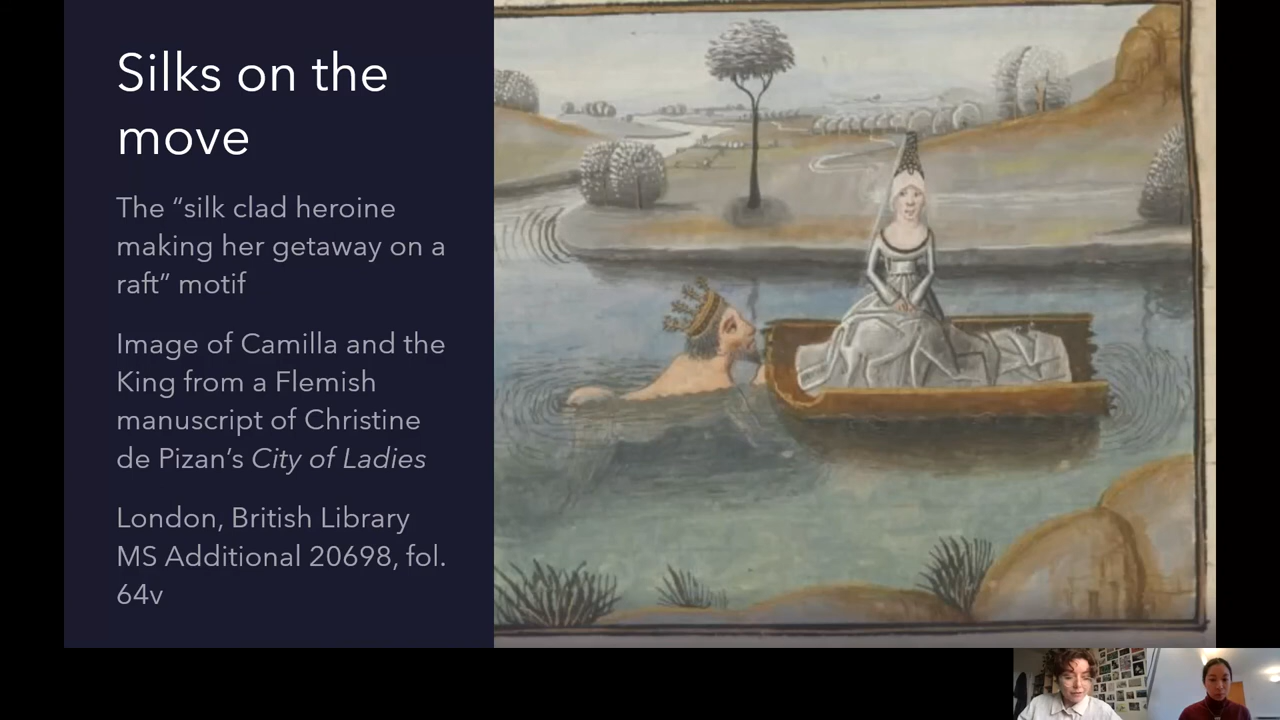 Silks on the
move
The “silk clad heroine
making her getaway on a
raft” motif
Image of Camilla and the
King from a Flemish
manuscript of Christine
de Pizan’s City of Ladies
London, British Library
MS Additional 20698, fol.
64v